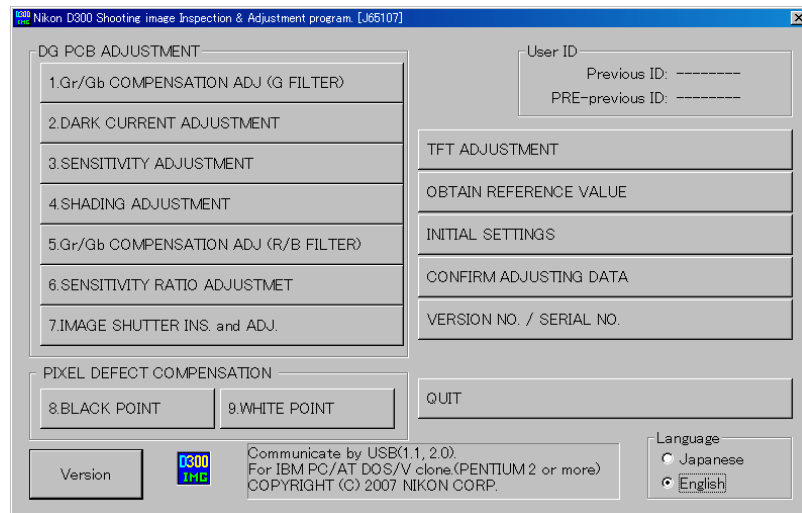 D300 IMG
Nikon D300 Shooting image Inspection & Adjustment program. [J65107]
DG PCB ADJUSTMENT
1.Gr/Gb COMPENSATION ADJ (G FILTER)
2.DARK CURRENT ADJUSTMENT
3.SENSITIVITY ADJUSTMENT
4.SHADING ADJUSTMENT
5.Gr/Gb COMPENSATION ADJ (R/B FILTER)
6.SENSITIVITY RATIO ADJUSTMET
7.IMAGE SHUTTER INS. and ADJ.
PIXEL DEFECT COMPENSATION
8.BLACK POINT
9.WHITE POINT
Version
D300
IMG
Communicate by USB(1.1, 2.0).
For IBM PC/AT DOS/V clone.(PENTIUM 2 or more)
COPYRIGHT (C) 2007 NIKON CORP.
User ID
Previous ID: --------
PRE-previous ID: --------
TFT ADJUSTMENT
OBTAIN REFERENCE VALUE
INITIAL SETTINGS
CONFIRM ADJUSTING DATA
VERSION NO. / SERIAL NO.
QUIT
Language
Japanese
English